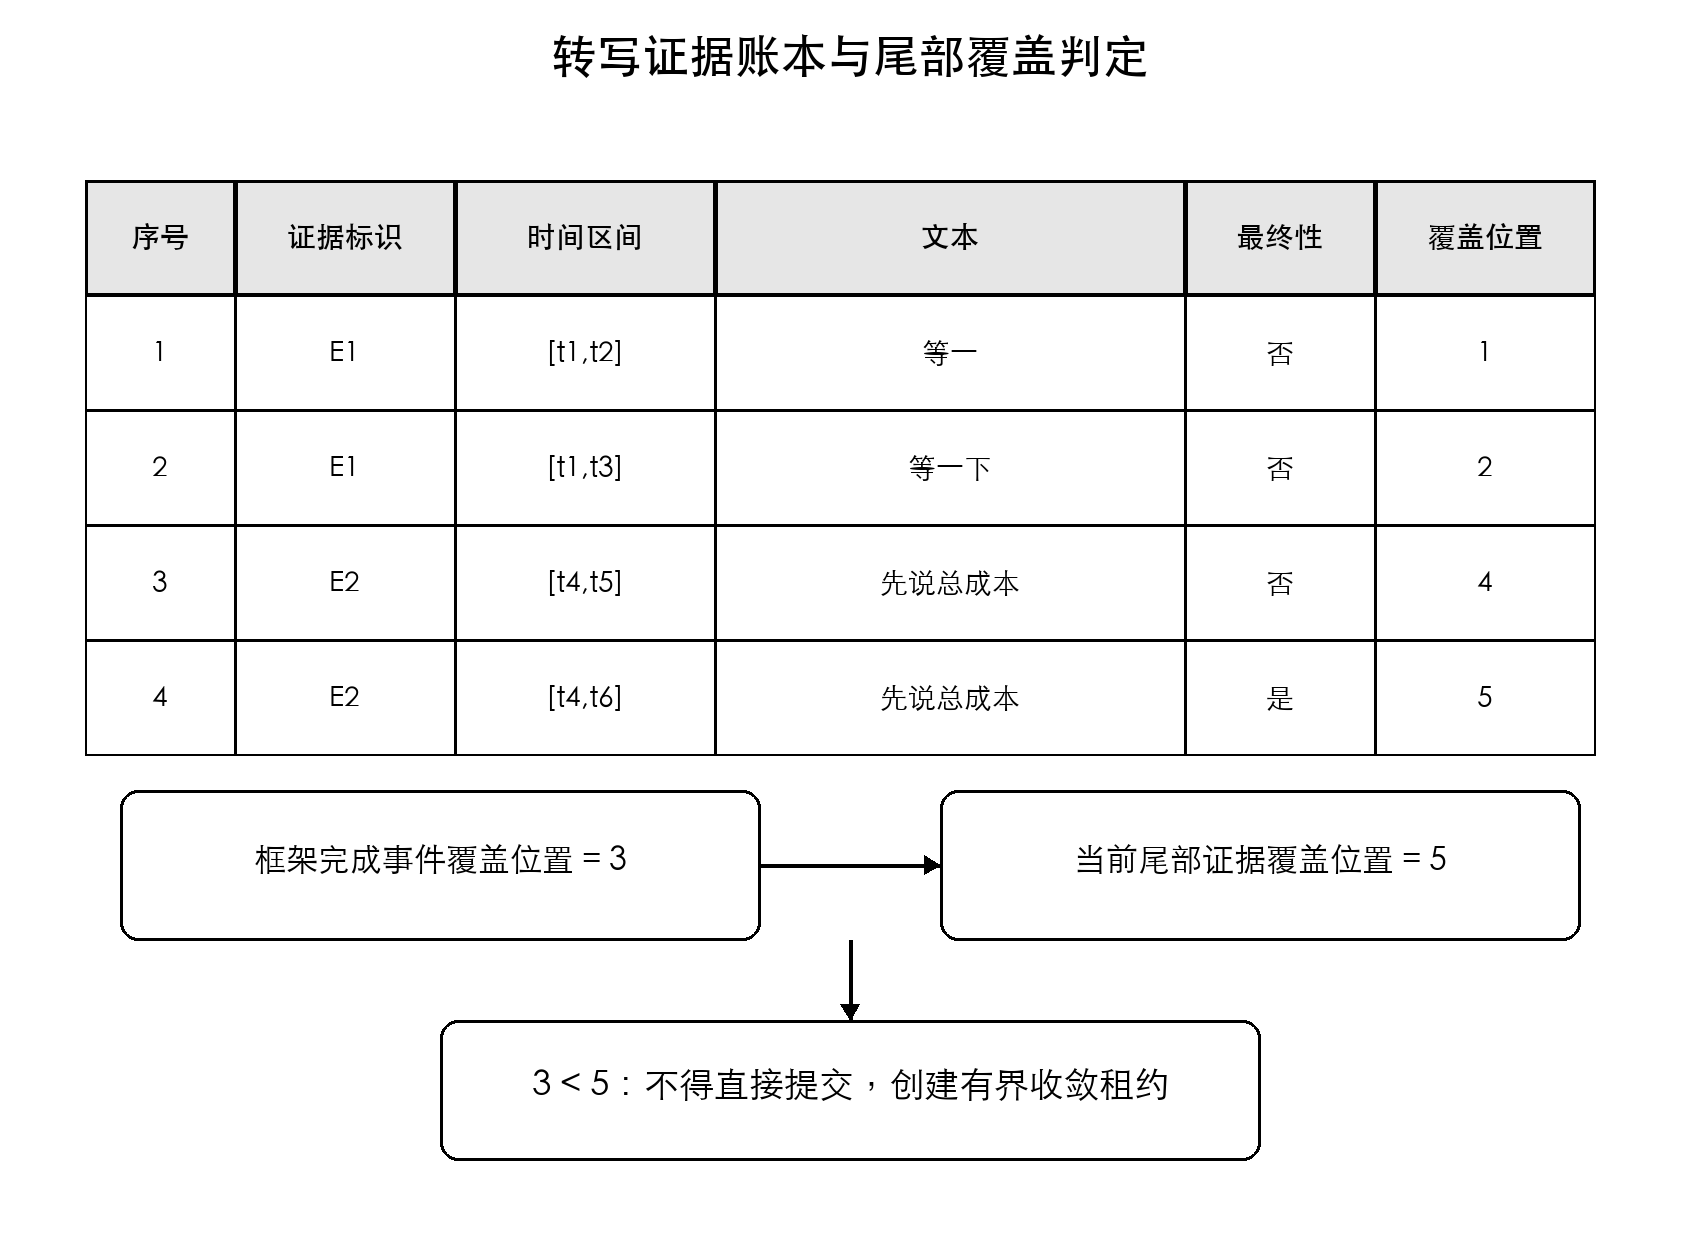 转写证据账本与尾部覆盖判定
序号 证据标识 时间区间 文本 最终性 覆盖位置
1 E1 [t1,t2] 等一 否 1
2 E1 [t1,t3] 等一下 否 2
3 E2 [t4,t5] 先说总成本 否 4
4 E2 [t4,t6] 先说总成本 是 5
框架完成事件覆盖位置 = 3
当前尾部证据覆盖位置 = 5
3 < 5：不得直接提交，创建有界收敛租约